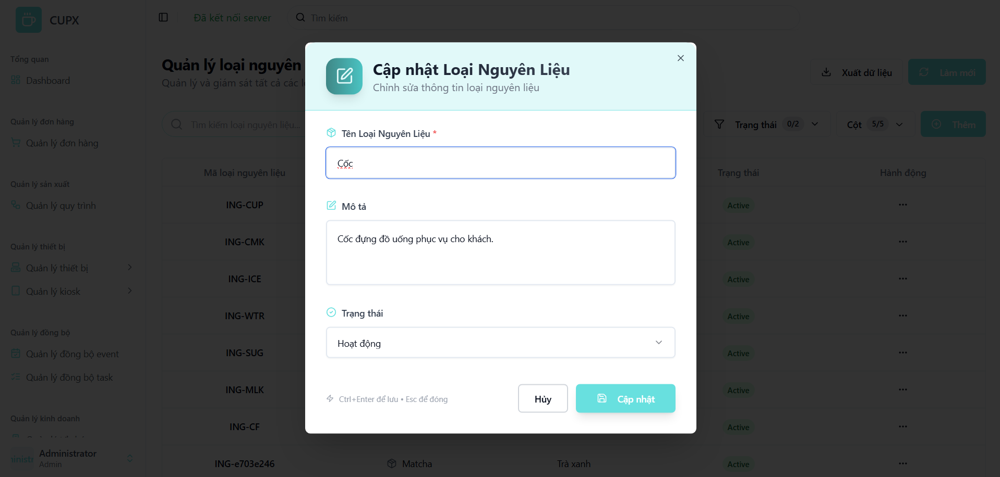 CUPX
Đã kết nối server
Tìm kiếm
Tổng quan
Dashboard
Quản lý đơn hàng
Quản lý đơn hàng
Quản lý sản xuất
Quản lý quy trình
Quản lý thiết bị
Quản lý thiết bị
Quản lý kiosk
Quản lý đồng bộ
Quản lý đồng bộ event
Quản lý đồng bộ task
Quản lý kinh doanh
Administrator
Admin
Quản lý loại nguyên
Quản lý và giám sát tất cả các
Xuất dữ liệu
Làm mới
Tìm kiếm loại nguyên liệu...
Trạng thái 0/2
Cột 5/5
Thêm
Mã loại nguyên liệu Trạng thái Hành động
ING-CUP Active
ING-CMK Active
ING-ICE Active
ING-WTR Active
ING-SUG Active
ING-MLK Active
ING-CF Active
ING-e703e246 Matcha Trà xanh Active
Cập nhật Loại Nguyên Liệu
Chỉnh sửa thông tin loại nguyên liệu
Tên Loại Nguyên Liệu *
Cốc
Mô tả
Cốc đựng đồ uống phục vụ cho khách.
Trạng thái
Hoạt động
Ctrl+Enter để lưu • Esc để đóng
Hủy
Cập nhật